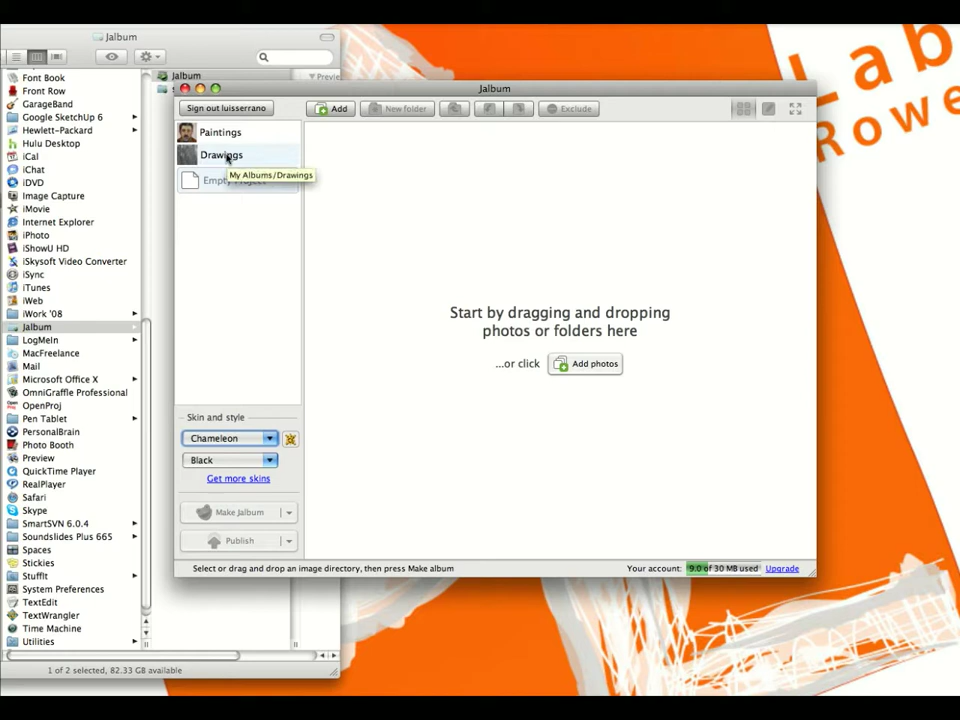 Jalbum
Font Book
Front Row
GarageBand
Google SketchUp 6
Hewlett-Packard
Hulu Desktop
iCal
iChat
iDVD
Image Capture
iMovie
Internet Explorer
iPhoto
iShowU HD
iSkysoft Video Converter
iSync
iTunes
iWeb
iWork '08
Jalbum
LogMeIn
MacFreelance
Mail
Microsoft Office X
OmniGraffle Professional
OpenProj
Pen Tablet
PersonalBrain
Photo Booth
Preview
QuickTime Player
RealPlayer
Safari
Skype
SmartSVN 6.0.4
Soundslides Plus 665
Spaces
Stickies
StuffIt
System Preferences
TextEdit
TextWrangler
Time Machine
Utilities
1 of 2 selected, 82.33 GB available
Jalbum
Jalbum
Sign out luisserrano
Add
New folder
Exclude
Paintings
Drawings
My Albums/Drawings
Start by dragging and dropping
photos or folders here
...or click
Add photos
Skin and style
Chameleon
Black
Get more skins
Make Jalbum
Publish
Select or drag and drop an image directory, then press Make album
Your account: 9.0 of 30 MB used Upgrade
Lab
Rowe